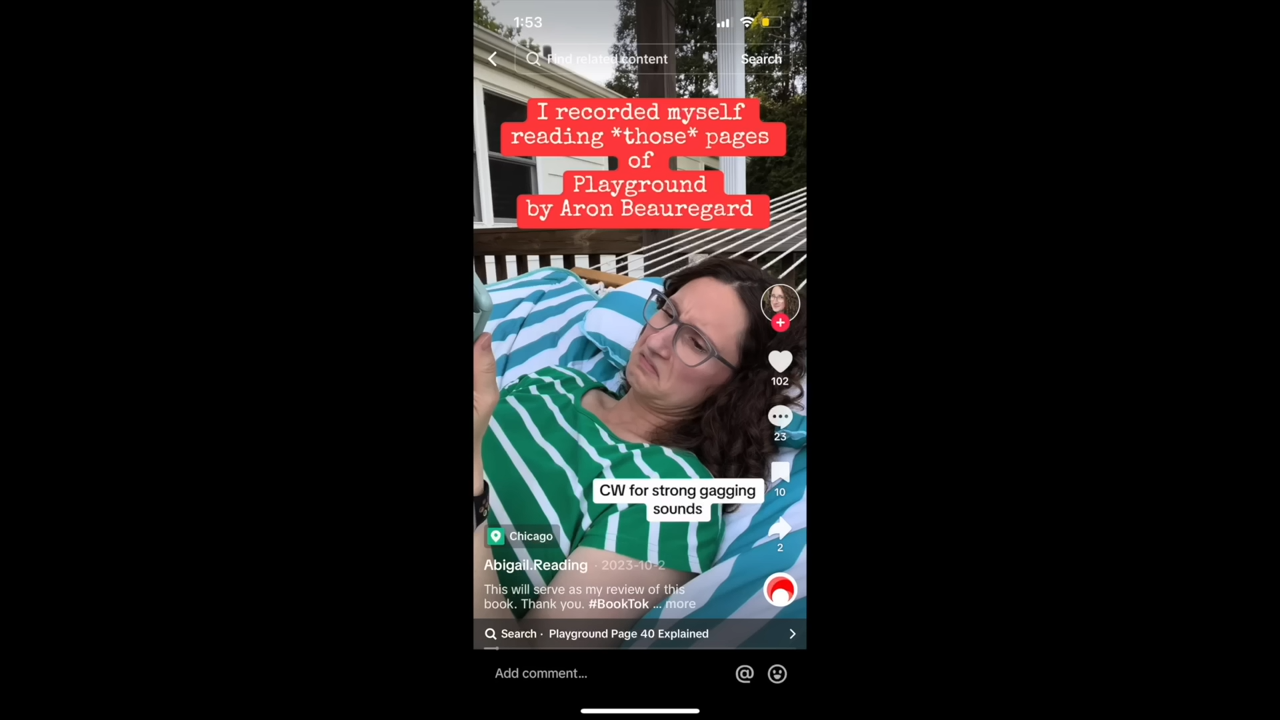 1:53
Find related content
Search
I recorded myself
reading *those* pages
of
Playground
by Aron Beauregard
102
23
CW for strong gagging
sounds
10
2
Chicago
Abigail.Reading · 2023-10-2
This will serve as my review of this
book. Thank you. #BookTok ... more
Search · Playground Page 40 Explained
Add comment...
@